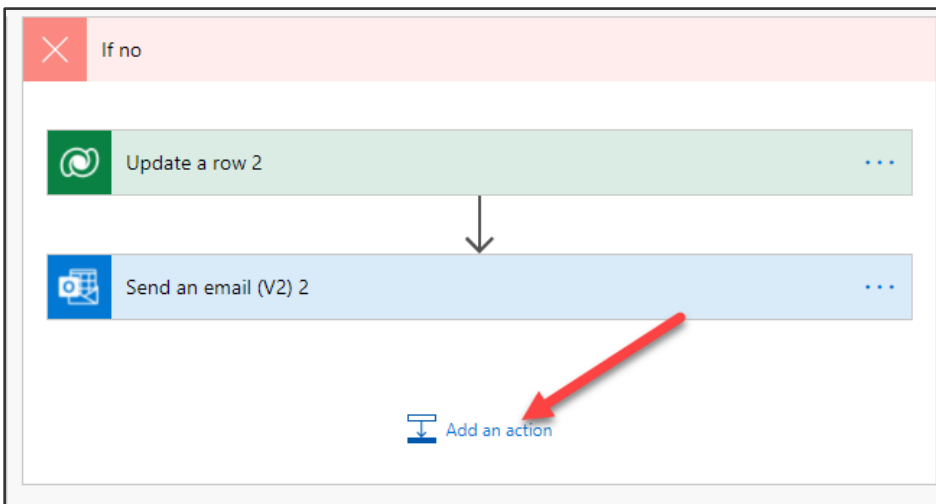 If no
Update a row 2
Send an email (V2) 2
Add an action